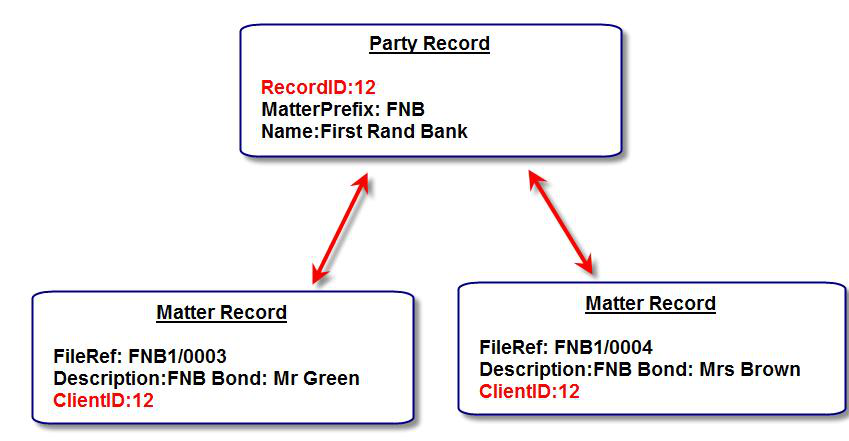 Party Record
RecordID:12
MatterPrefix: FNB
Name:First Rand Bank
Matter Record
FileRef: FNB1/0003
Description:FNB Bond: Mr Green
ClientID:12
Matter Record
FileRef: FNB1/0004
Description:FNB Bond: Mrs Brown
ClientID:12